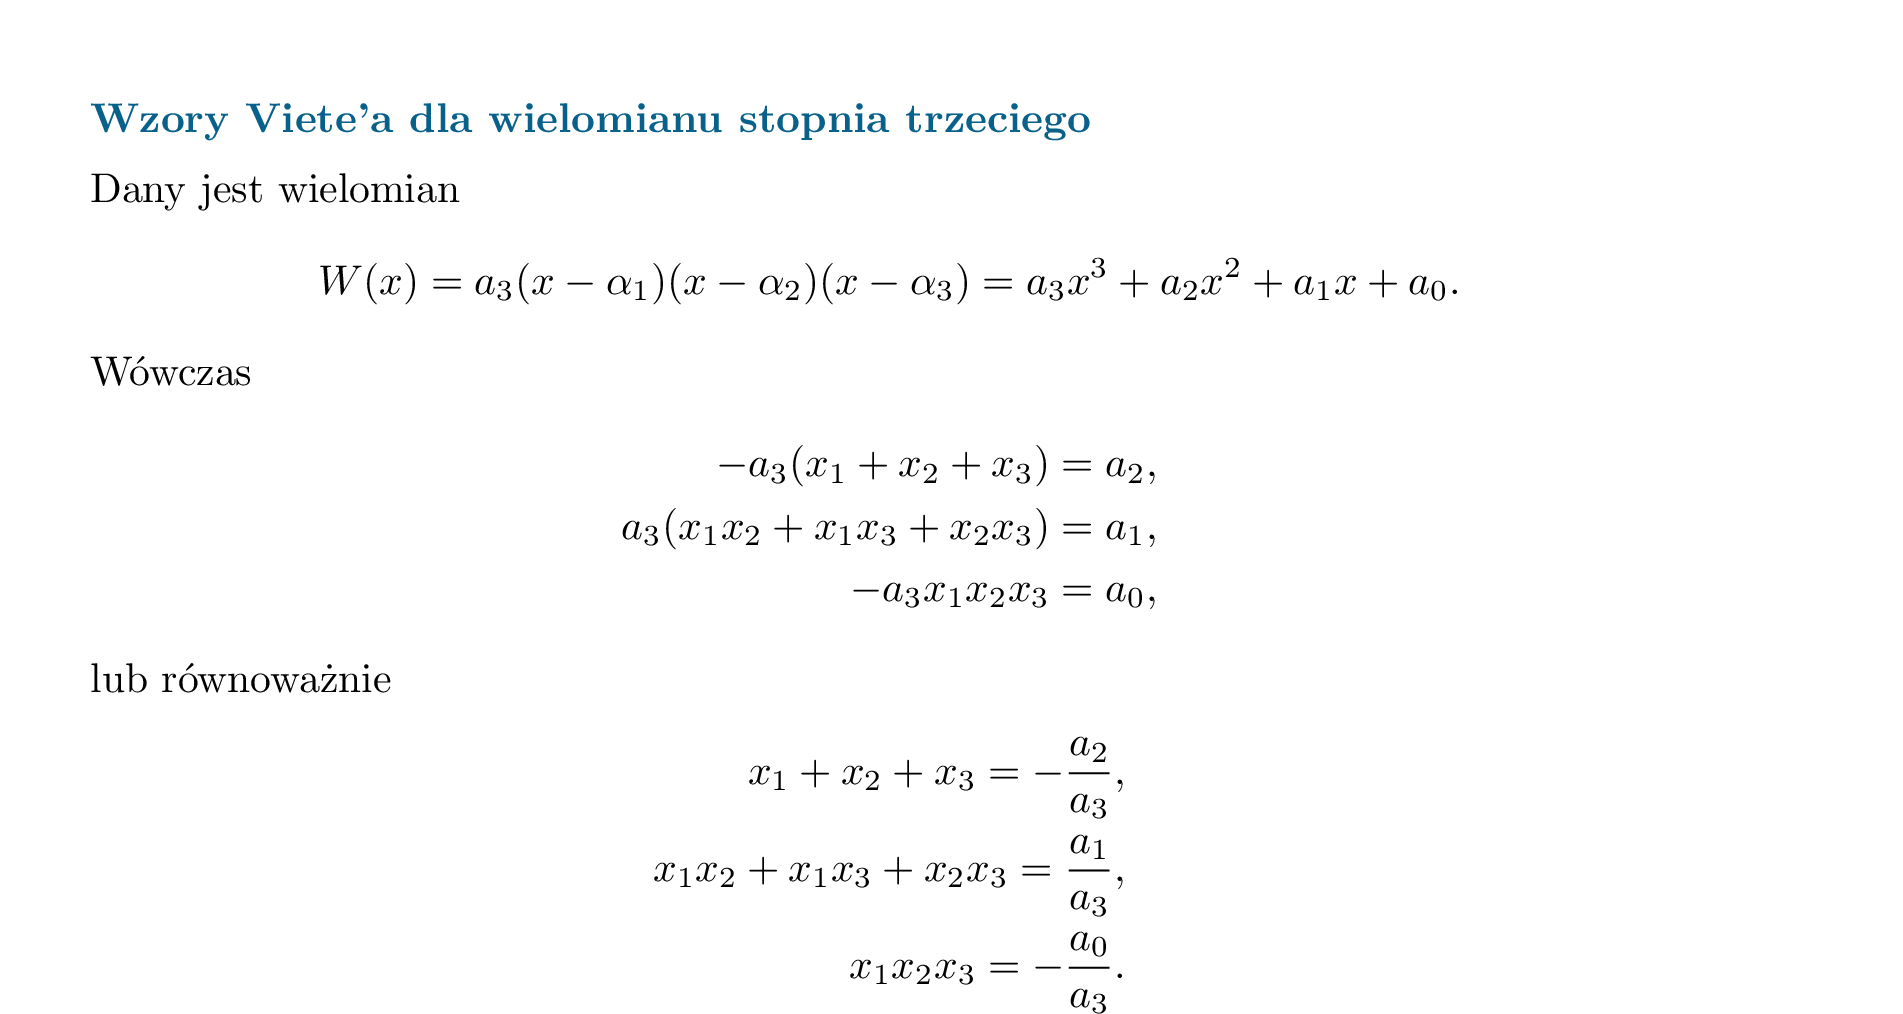 Wzory Viete'a dla wielomianu stopnia trzeciego
Dany jest wielomian
$W(x) = a_3(x - \alpha_1)(x - \alpha_2)(x - \alpha_3) = a_3x^3 + a_2x^2 + a_1x + a_0.$
Wówczas
$-a_3(x_1 + x_2 + x_3) = a_2,$
$a_3(x_1x_2 + x_1x_3 + x_2x_3) = a_1,$
$-a_3x_1x_2x_3 = a_0,$
lub równoważnie
$x_1 + x_2 + x_3 = -\frac{a_2}{a_3},$
$x_1x_2 + x_1x_3 + x_2x_3 = \frac{a_1}{a_3},$
$x_1x_2x_3 = -\frac{a_0}{a_3}.$